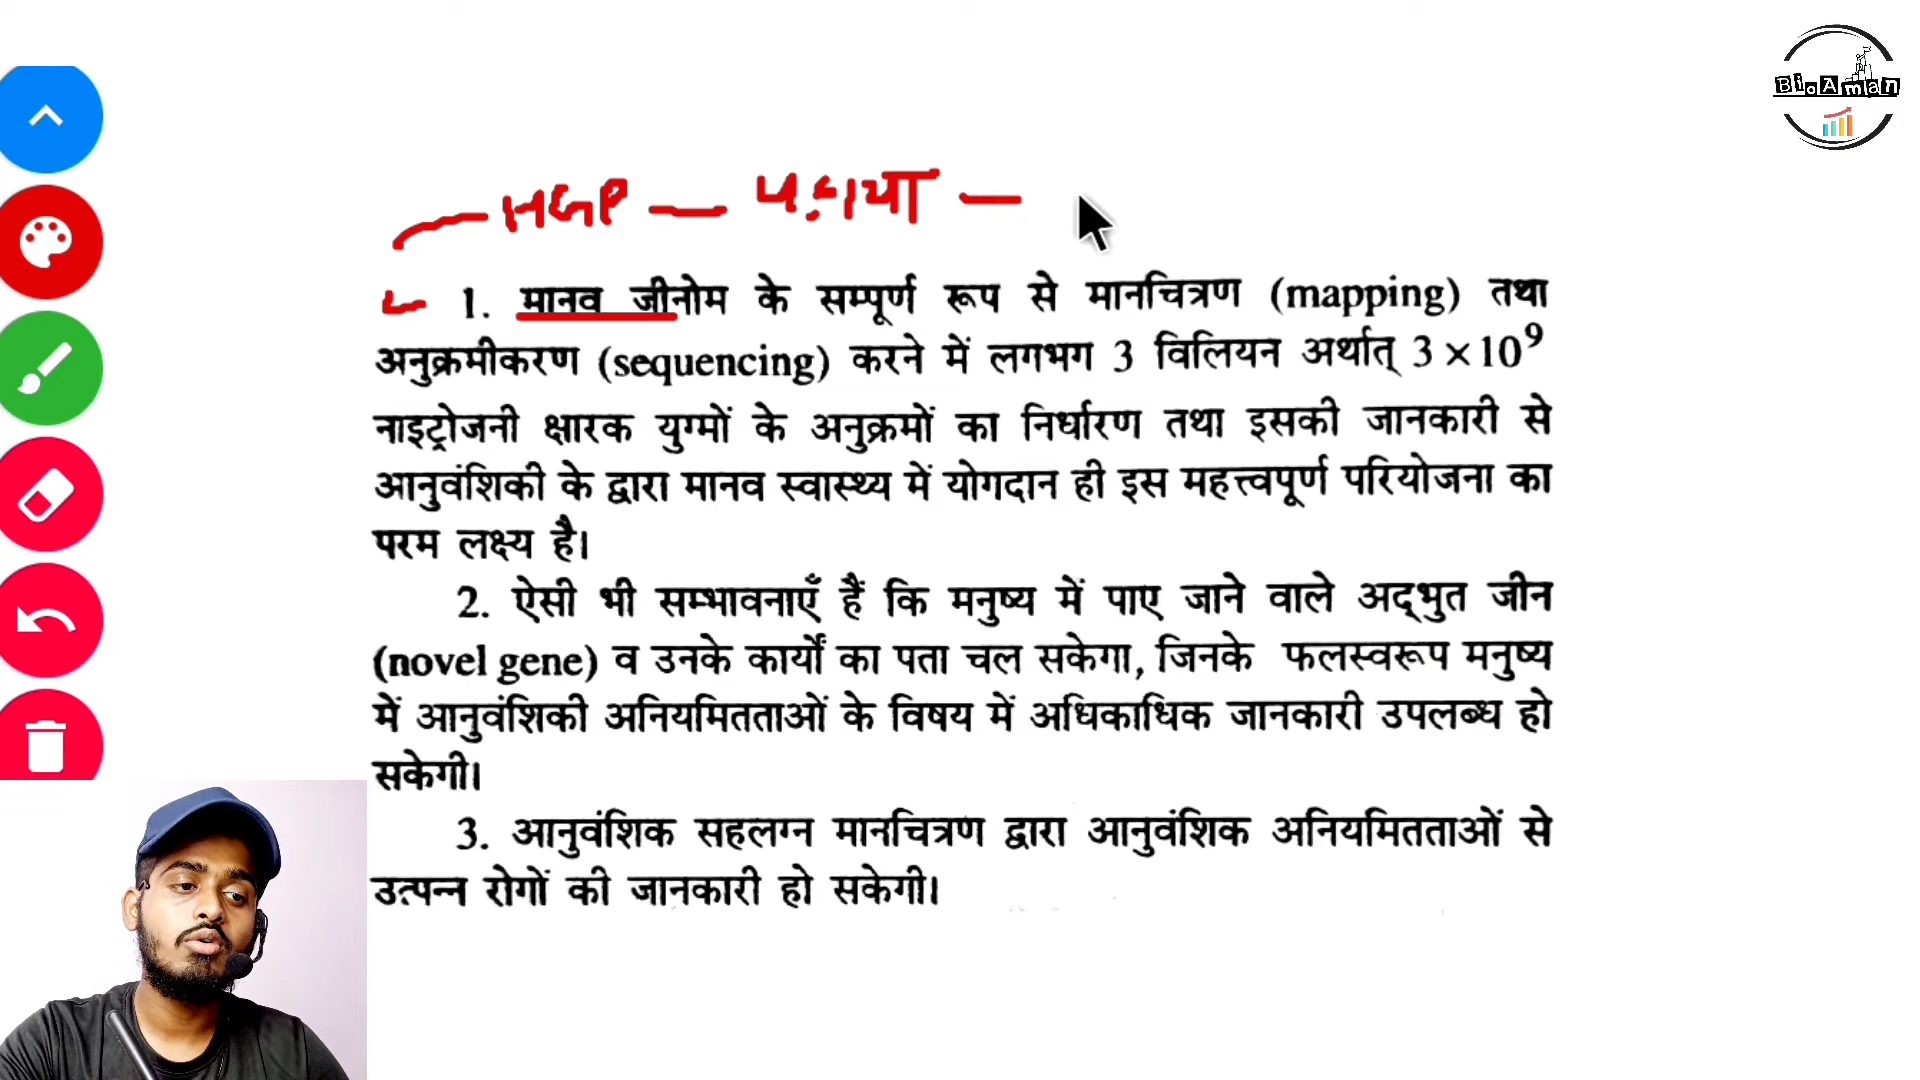 BioAman
HGP —
1. मानव जीनोम के सम्पूर्ण रूप से मानचित्रण (mapping) तथा
अनुक्रमीकरण (sequencing) करने में लगभग 3 विलियन अर्थात् 3 × 10⁹
नाइट्रोजनी क्षारक युग्मों के अनुक्रमों का निर्धारण तथा इसकी जानकारी से
आनुवंशिकी के द्वारा मानव स्वास्थ्य में योगदान ही इस महत्त्वपूर्ण परियोजना का
परम लक्ष्य है।
2. ऐसी भी सम्भावनाएँ हैं कि मनुष्य में पाए जाने वाले अद्भुत जीन
(novel gene) व उनके कार्यों का पता चल सकेगा, जिनके फलस्वरूप मनुष्य
में आनुवंशिकी अनियमितताओं के विषय में अधिकाधिक जानकारी उपलब्ध हो
सकेगी।
3. आनुवंशिक सहलग्न मानचित्रण द्वारा आनुवंशिक अनियमितताओं से
उत्पन्न रोगों की जानकारी हो सकेगी।